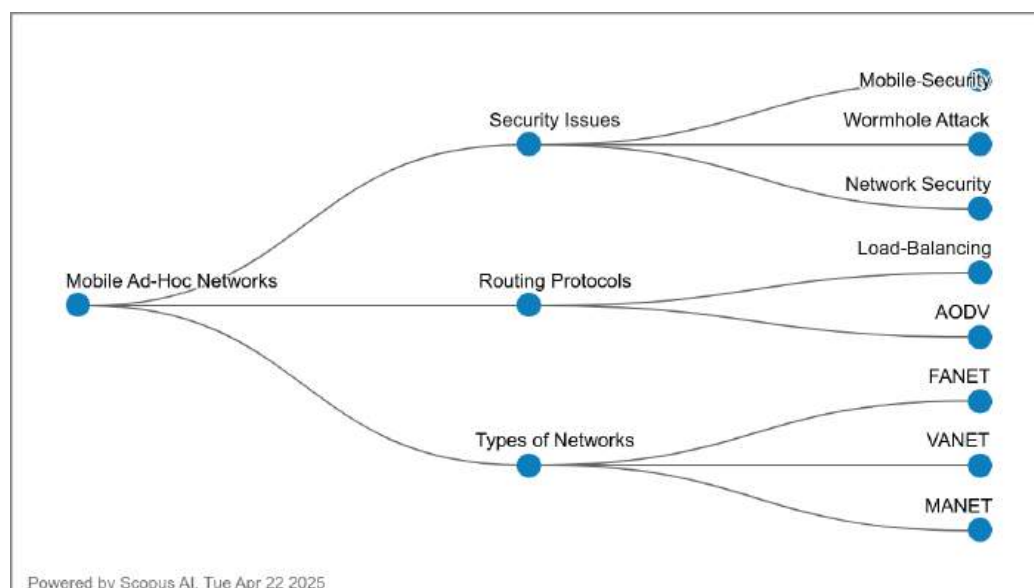 Mobile-Security
Security Issues
Wormhole Attack
Network Security
Load-Balancing
Mobile Ad-Hoc Networks
Routing Protocols
AODV
FANET
Types of Networks
VANET
MANET
Powered by Scopus AI, Tue Apr 22 2025